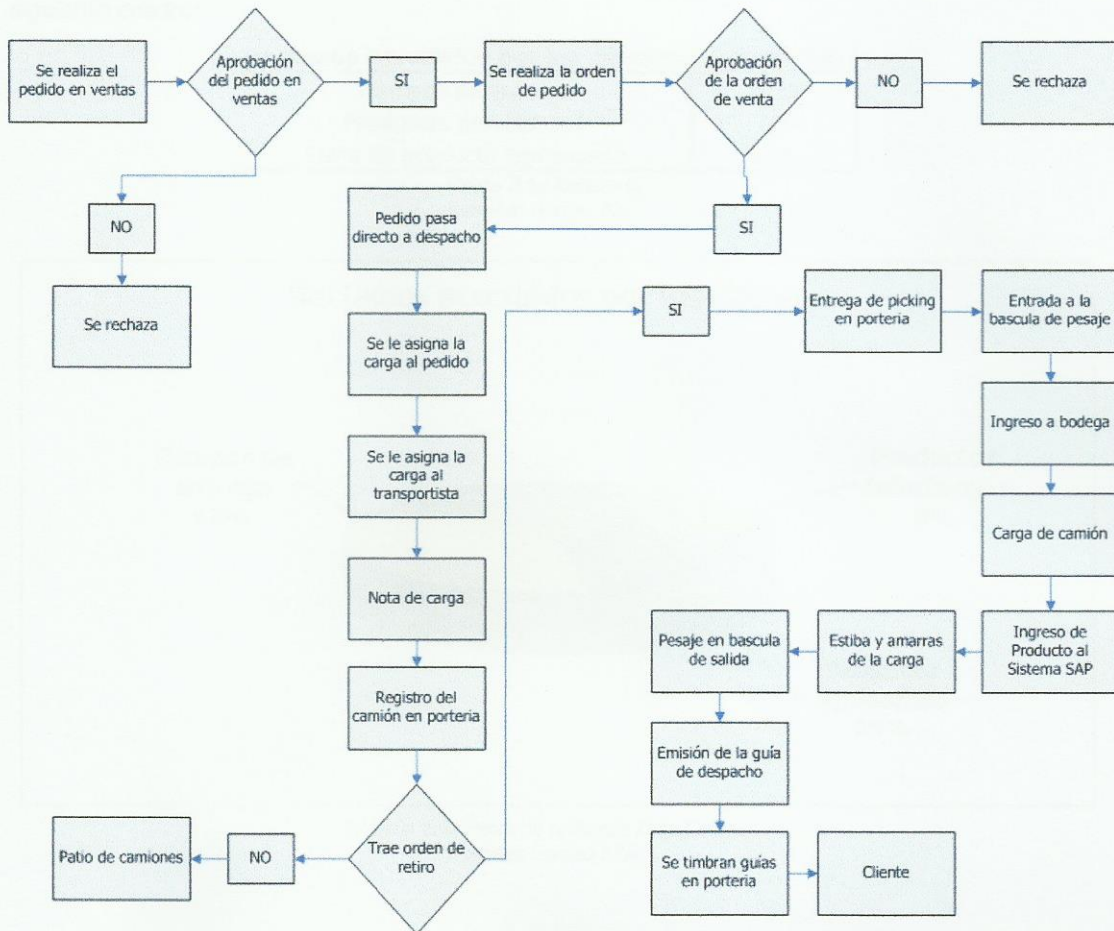 Se realiza el
pedido en ventas
Aprobación
del pedido en
ventas
SI
Se realiza la orden
de pedido
Aprobación
de la orden
de venta
NO
Se rechaza
NO
Se rechaza
SI
Pedido pasa
directo a despacho
Se le asigna la
carga al pedido
Se le asigna la
carga al
transportista
Nota de carga
Registro del
camión en porteria
Trae orden de
retiro
NO
Patio de camiones
SI
Entrega de picking
en porteria
Entrada a la
bascula de pesaje
Ingreso a bodega
Carga de camión
Ingreso de
Producto al
Sistema SAP
Estiba y amarras
de la carga
Pesaje en bascula
de salida
Emisión de la guía
de despacho
Se timbran guías
en porteria
Cliente